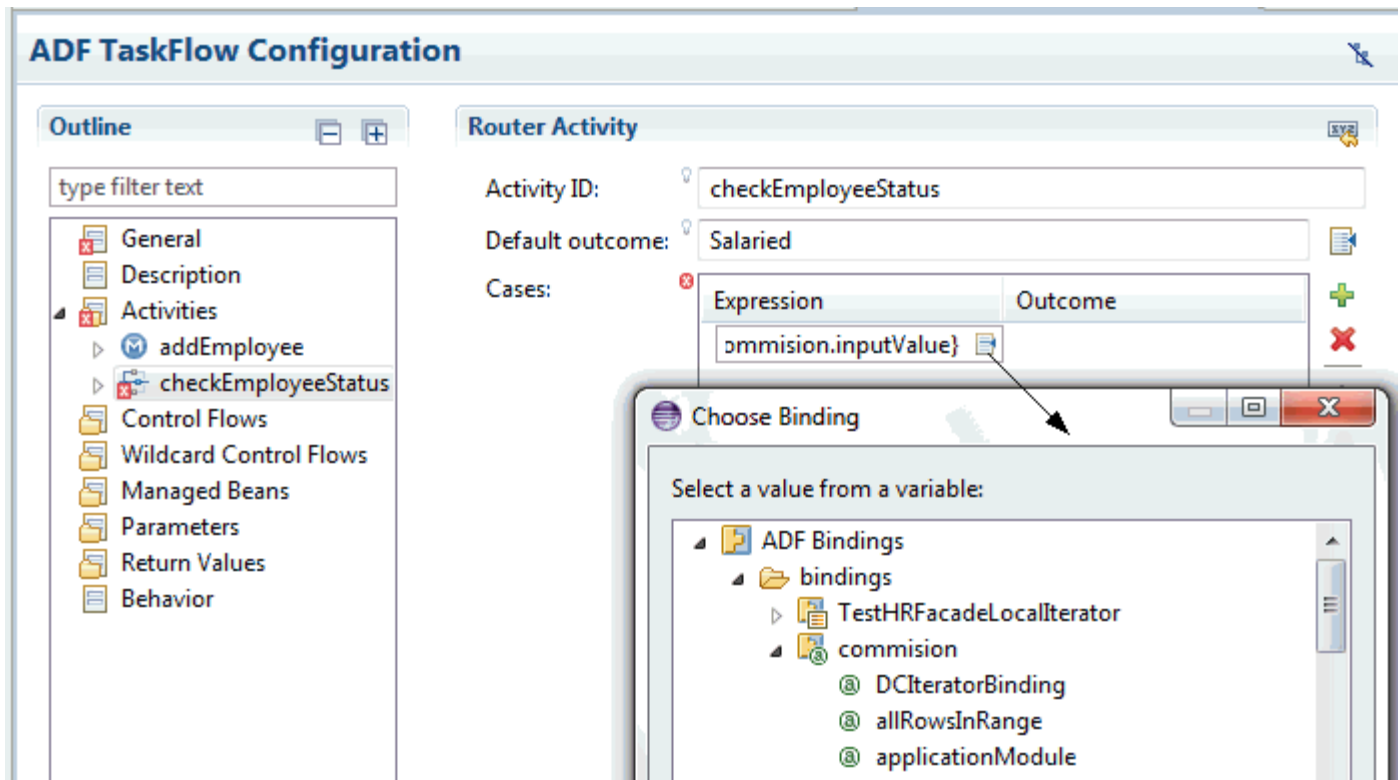 ADF TaskFlow Configuration
Outline
type filter text
General
Description
Activities
addEmployee
checkEmployeeStatus
Control Flows
Wildcard Control Flows
Managed Beans
Parameters
Return Values
Behavior
Router Activity
Activity ID: checkEmployeeStatus
Default outcome: Salaried
Cases:
Expression Outcome
ommision.inputValue}
Choose Binding
Select a value from a variable:
ADF Bindings
bindings
TestHRFacadeLocalIterator
commision
DCIteratorBinding
allRowsInRange
applicationModule